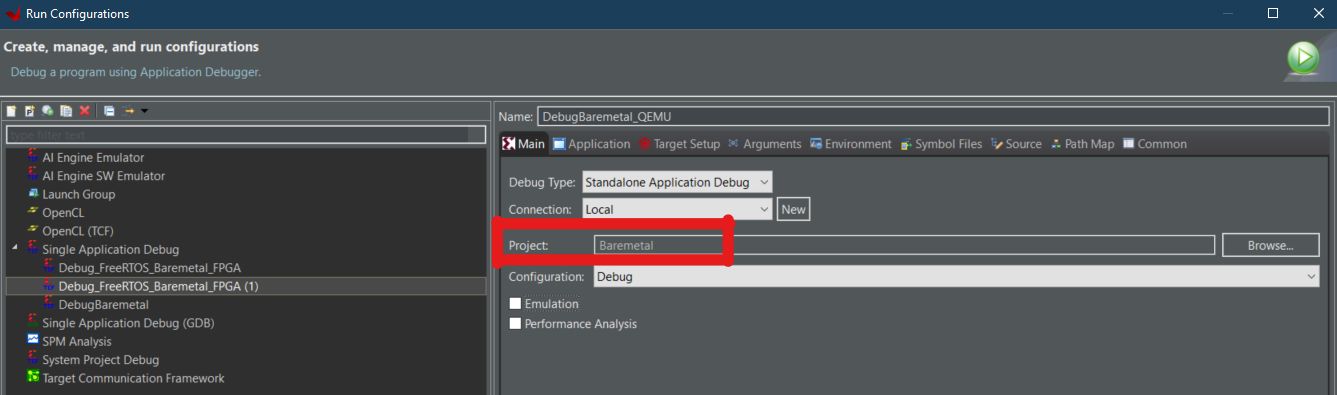 Run Configurations
Create, manage, and run configurations
Debug a program using Application Debugger.
type filter text
AI Engine Emulator
AI Engine SW Emulator
Launch Group
OpenCL
OpenCL (TCF)
Single Application Debug
Debug_FreeRTOS_Baremetal_FPGA
Debug_FreeRTOS_Baremetal_FPGA (1)
DebugBaremetal
Single Application Debug (GDB)
SPM Analysis
System Project Debug
Target Communication Framework
Name: DebugBaremetal_QEMU
Main Application Target Setup Arguments Environment Symbol Files Source Path Map Common
Debug Type: Standalone Application Debug
Connection: Local New
Project: Baremetal Browse...
Configuration: Debug
Emulation
Performance Analysis